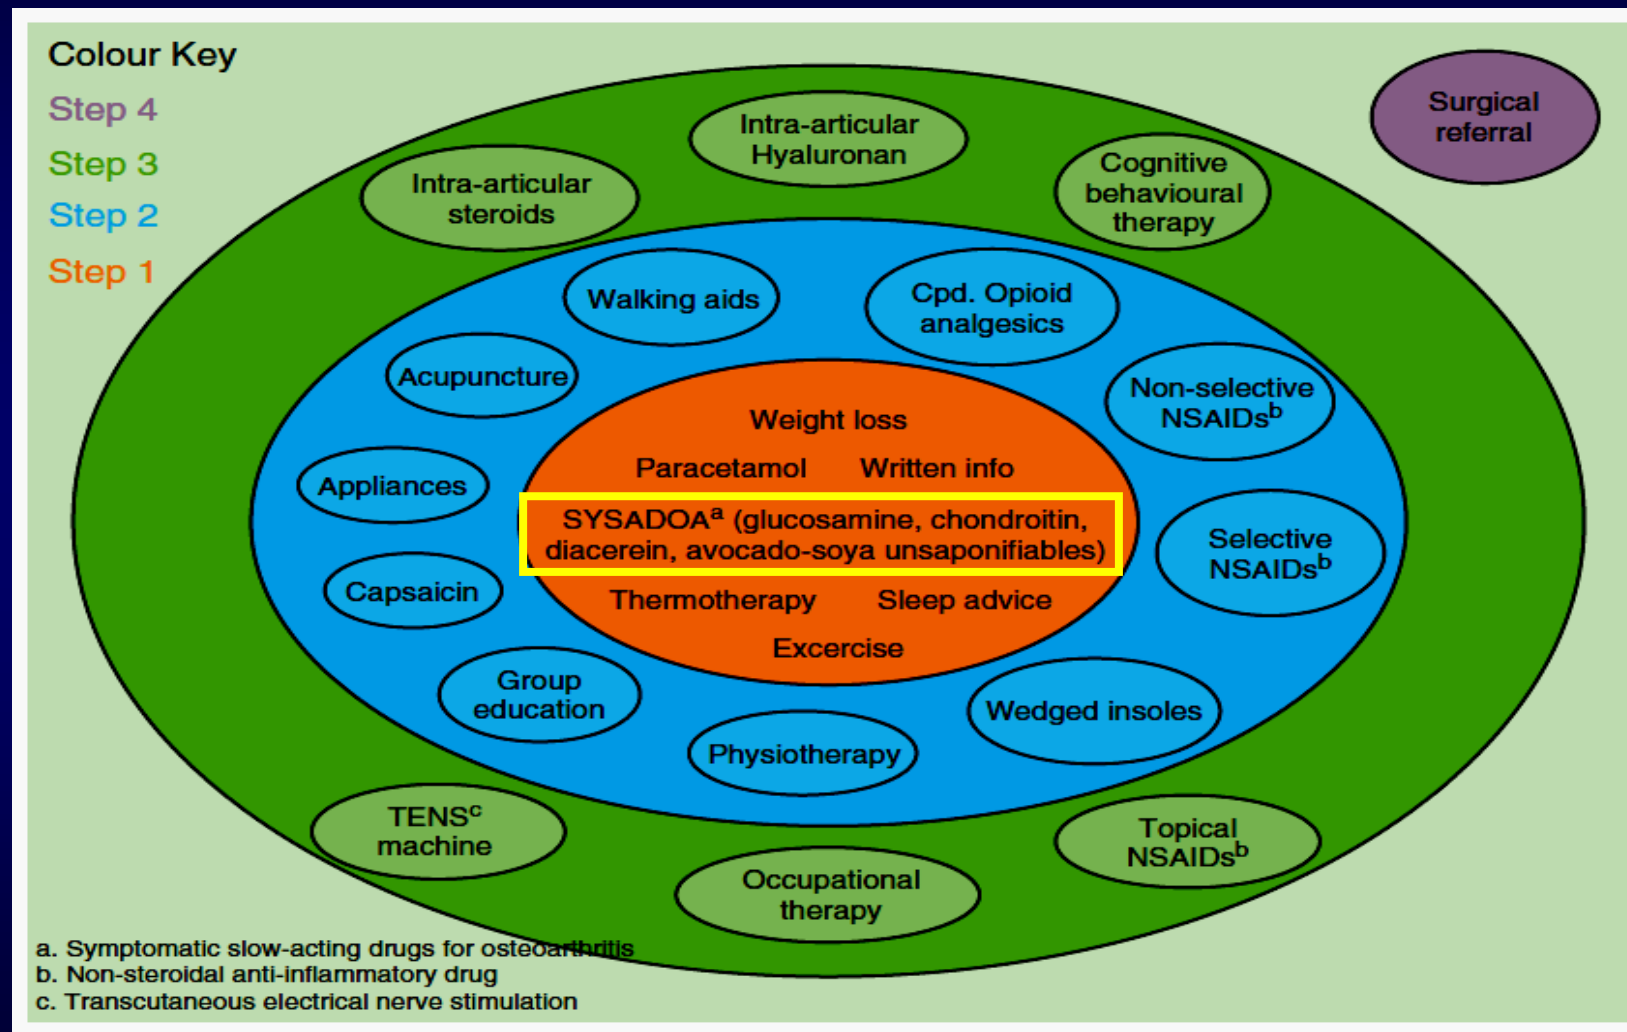 Colour Key
Step 4
Step 3
Step 2
Step 1
Surgical
referral
Intra-articular
Hyaluronan
Intra-articular
steroids
Cognitive
behavioural
therapy
Walking aids
Cpd. Opioid
analgesics
Acupuncture
Non-selective
NSAIDsᵇ
Weight loss
Paracetamol Written info
Appliances
SYSADOAᵃ (glucosamine, chondroitin,
diacerein, avocado-soya unsaponifiables)
Selective
NSAIDsᵇ
Capsaicin
Thermotherapy Sleep advice
Excercise
Group
education
Wedged insoles
Physiotherapy
TENSᶜ
machine
Topical
NSAIDsᵇ
Occupational
therapy
a. Symptomatic slow-acting drugs for osteoarthritis
b. Non-steroidal anti-inflammatory drug
c. Transcutaneous electrical nerve stimulation